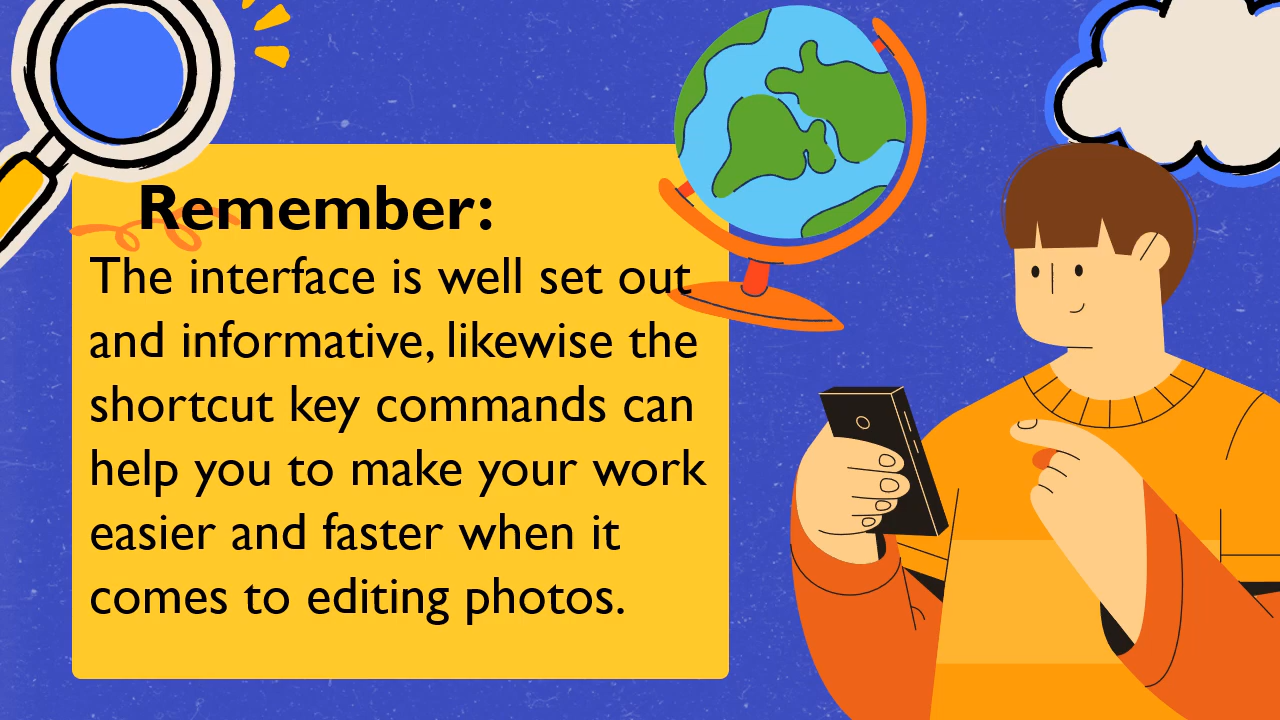 Remember:
The interface is well set out
and informative, likewise the
shortcut key commands can
help you to make your work
easier and faster when it
comes to editing photos.